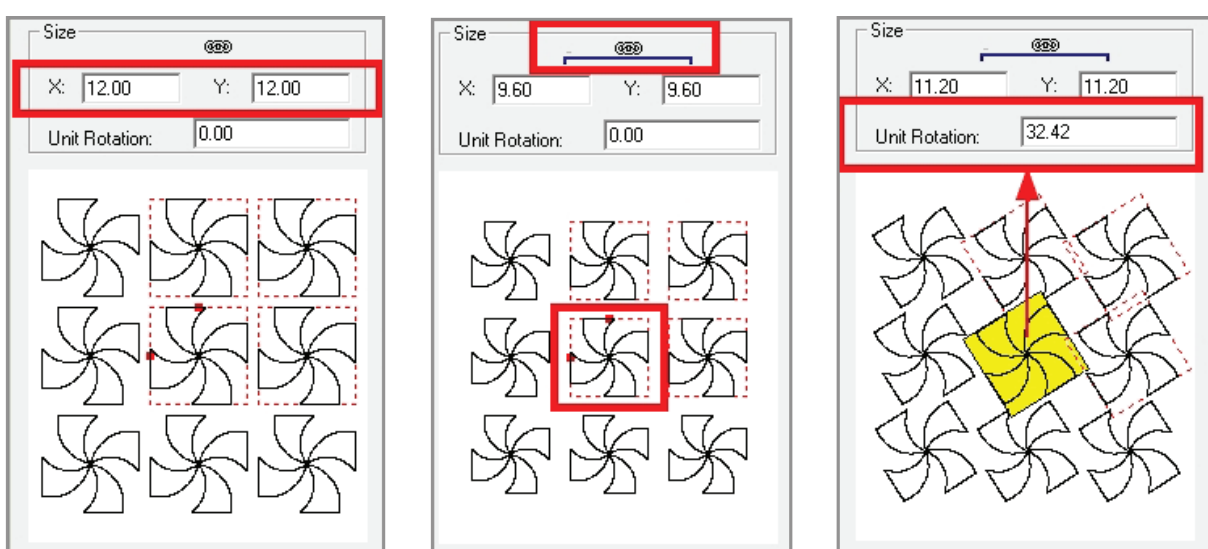 Size
X: 12.00 Y: 12.00
Unit Rotation: 0.00
Size
X: 9.60 Y: 9.60
Unit Rotation: 0.00
Size
X: 11.20 Y: 11.20
Unit Rotation: 32.42